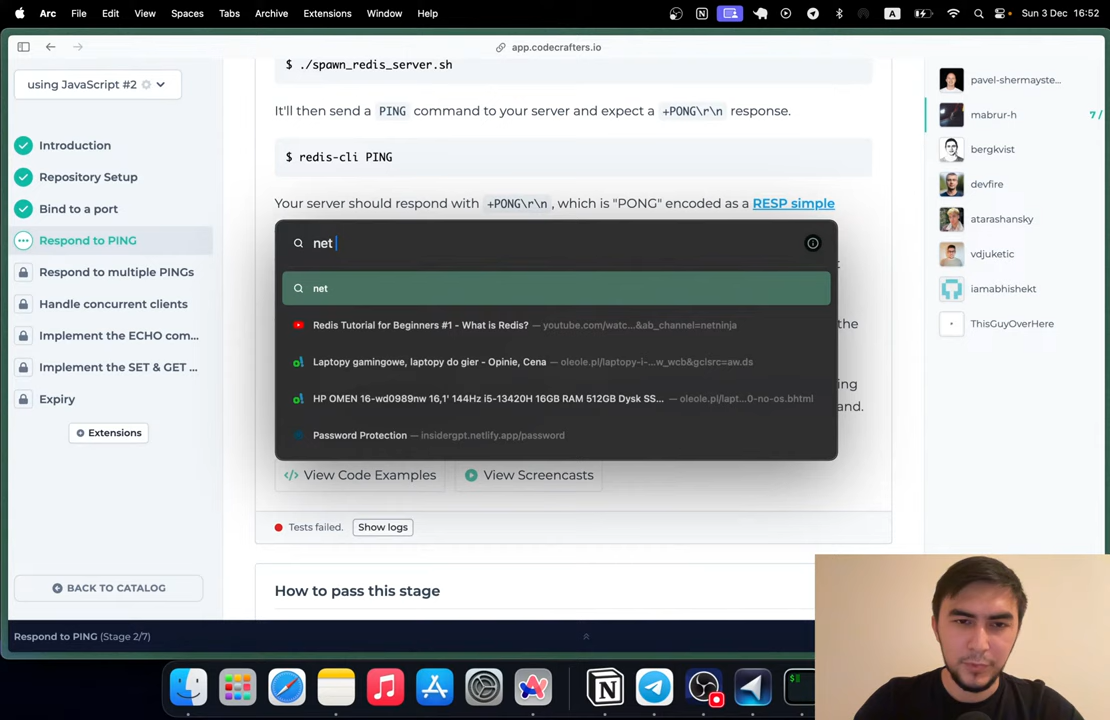 Arc File Edit View Spaces Tabs Archive Extensions Window Help
A
Sun 3 Dec 16:52
app.codecrafters.io
using JavaScript #2
Introduction
Repository Setup
Bind to a port
Respond to PING
Respond to multiple PINGs
Handle concurrent clients
Implement the ECHO com...
Implement the SET & GET ...
Expiry
Extensions
BACK TO CATALOG
$ ./spawn_redis_server.sh
It'll then send a PING command to your server and expect a +PONG\r\n response.
$ redis-cli PING
Your server should respond with +PONG\r\n, which is "PONG" encoded as a RESP simple
net
net
Redis Tutorial for Beginners #1 - What is Redis? — youtube.com/watc...&ab_channel=netninja
the
Laptopy gamingowe, laptopy do gier - Opinie, Cena — oleole.pl/laptopy-i-...w_wcb&gclsrc=aw.ds
ing
HP OMEN 16-wd0989nw 16,1' 144Hz i5-13420H 16GB RAM 512GB Dysk SS... — oleole.pl/lapt...0-no-os.bhtml
and.
Password Protection — insidergpt.netlify.app/password
View Code Examples
View Screencasts
Tests failed.
Show logs
How to pass this stage
Respond to PING (Stage 2/7)
pavel-shermayste...
mabrur-h
7 /
bergkvist
devfire
atarashansky
vdjuketic
iamabhishekt
ThisGuyOverHere